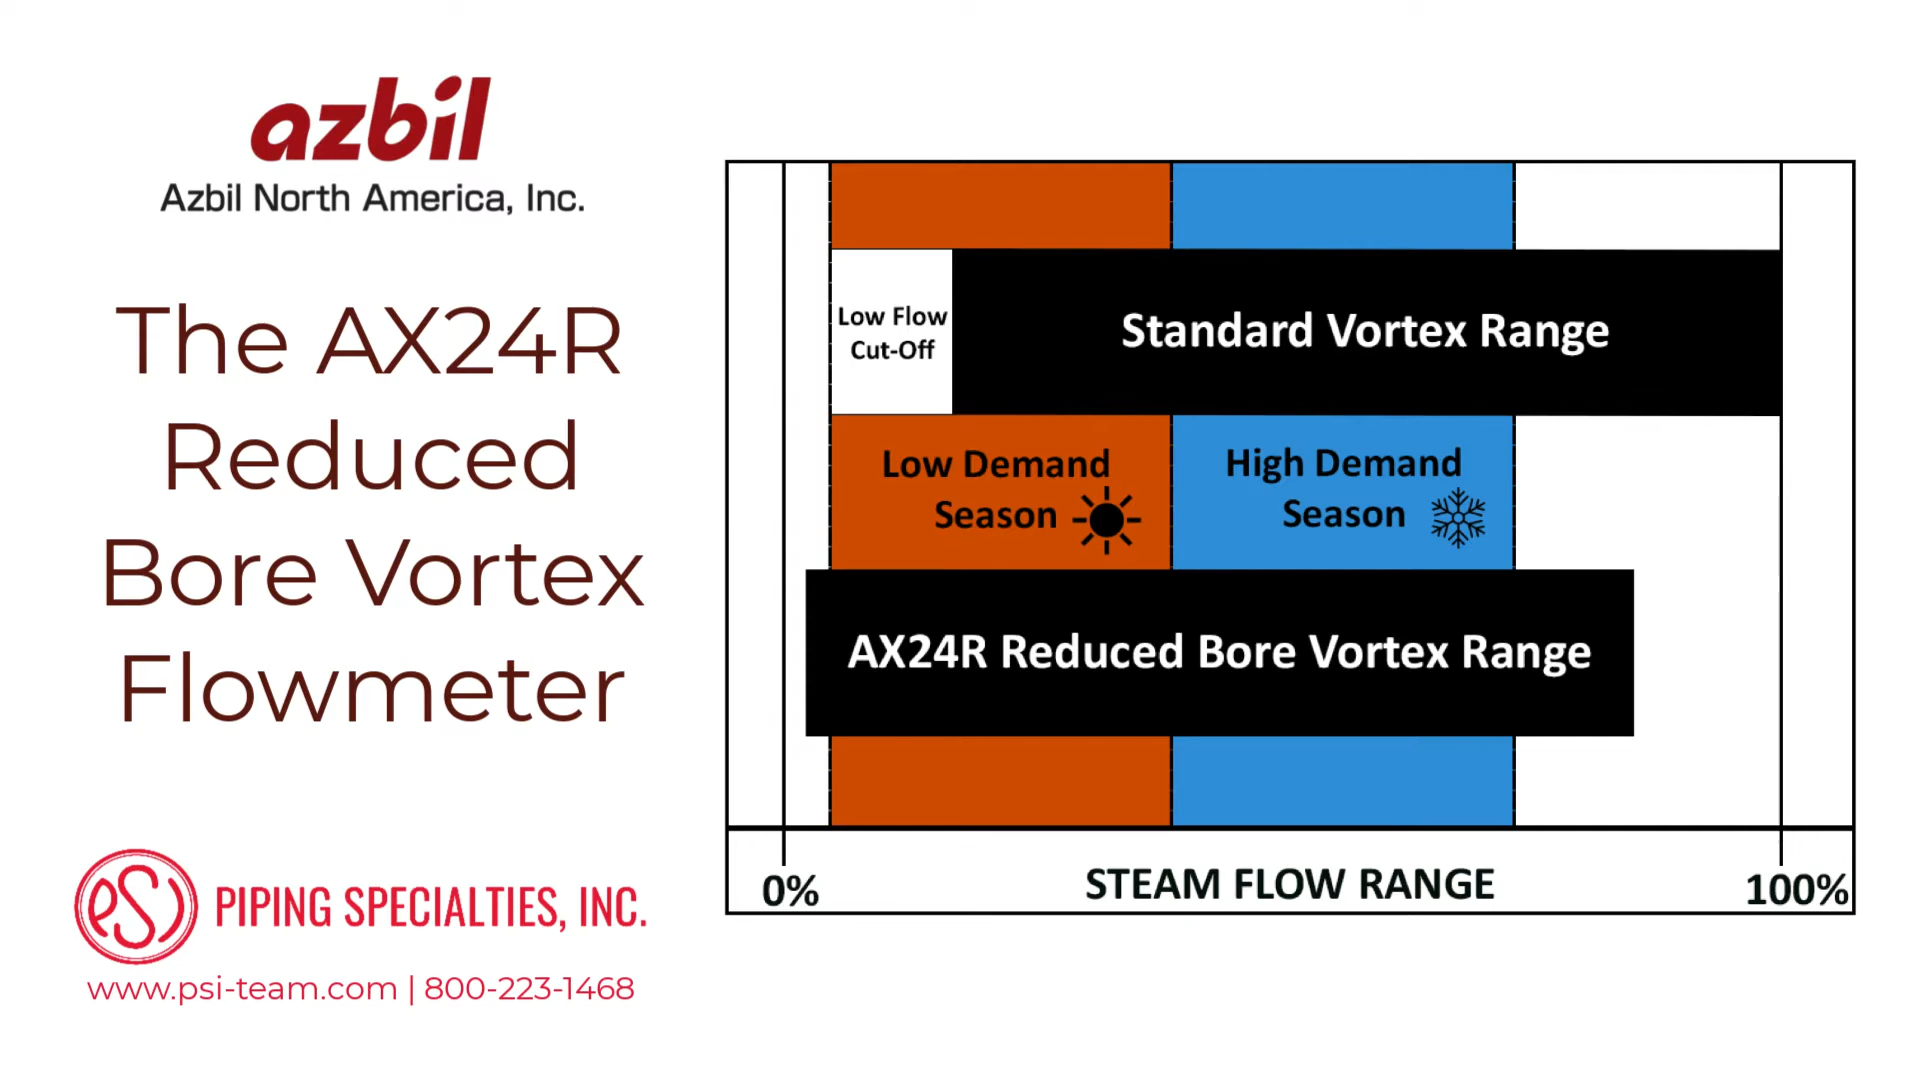 azbil
Azbil North America, Inc.
The AX24R
Reduced
Bore Vortex
Flowmeter
PSI PIPING SPECIALTIES, INC.
www.psi-team.com | 800-223-1468
Low Flow
Cut-Off
Standard Vortex Range
Low Demand
Season
High Demand
Season
AX24R Reduced Bore Vortex Range
0%
STEAM FLOW RANGE
100%